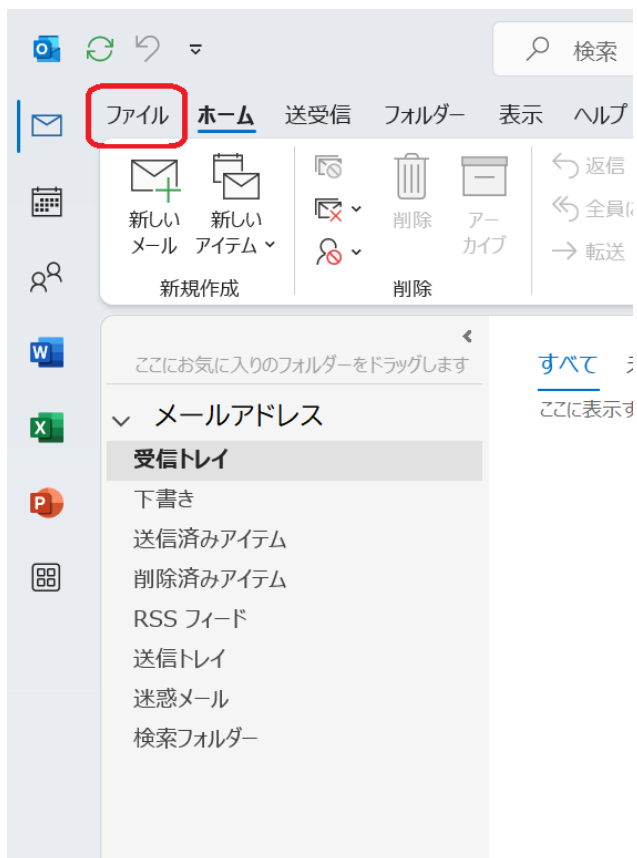 検索
ファイル ホーム 送受信 フォルダー 表示 ヘルプ
新しい
メール
新しい
アイテム
新規作成
削除
アー
カイブ
削除
返信
全員に
転送
ここにお気に入りのフォルダーをドラッグします
すべて
ここに表示す
メールアドレス
受信トレイ
下書き
送信済みアイテム
削除済みアイテム
RSS フィード
送信トレイ
迷惑メール
検索フォルダー